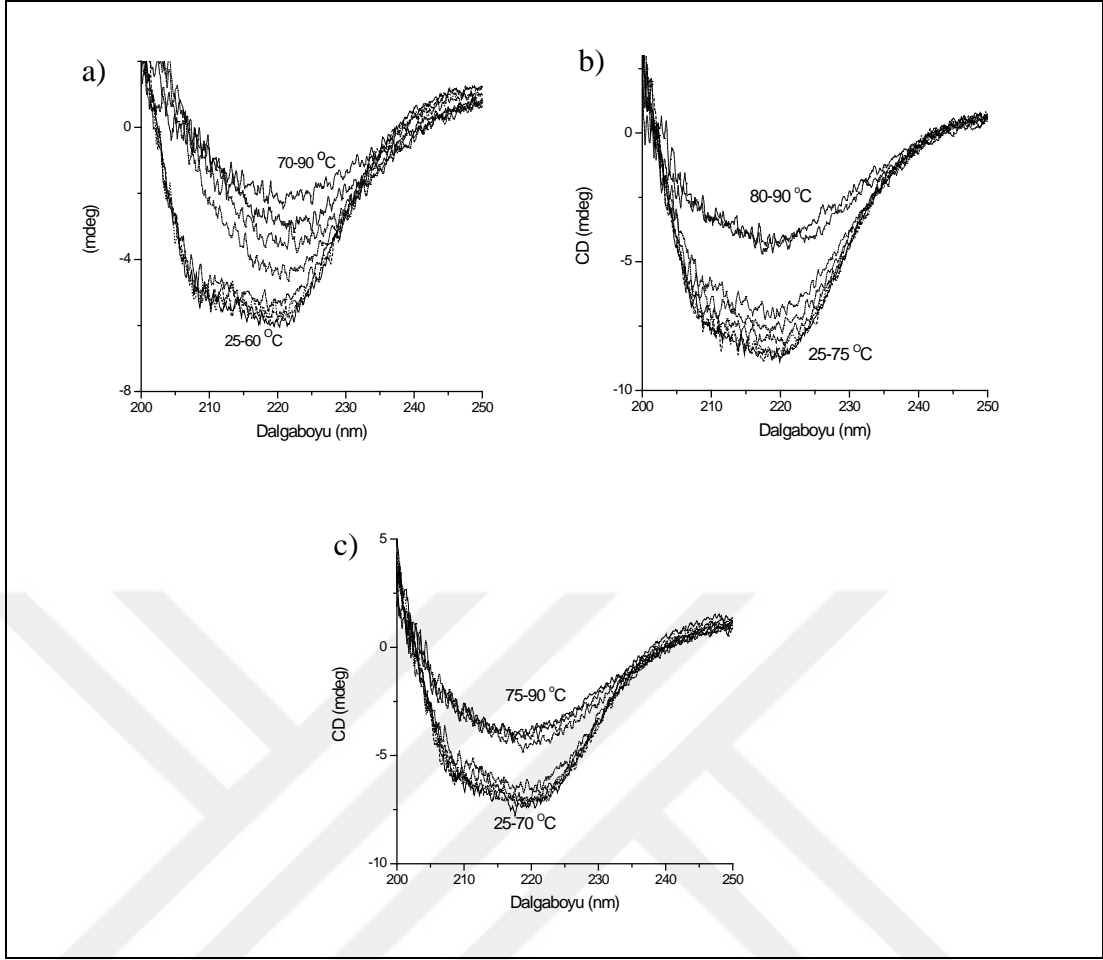 a)
(mdeg)
0
-4
-8
70-90 °C
25-60 °C
200 210 220 230 240 250
Dalgaboyu (nm)
b)
CD (mdeg)
0
-5
-10
80-90 °C
25-75 °C
200 210 220 230 240 250
Dalgaboyu (nm)
c)
CD (mdeg)
5
0
-5
-10
75-90 °C
25-70 °C
200 210 220 230 240 250
Dalgaboyu (nm)